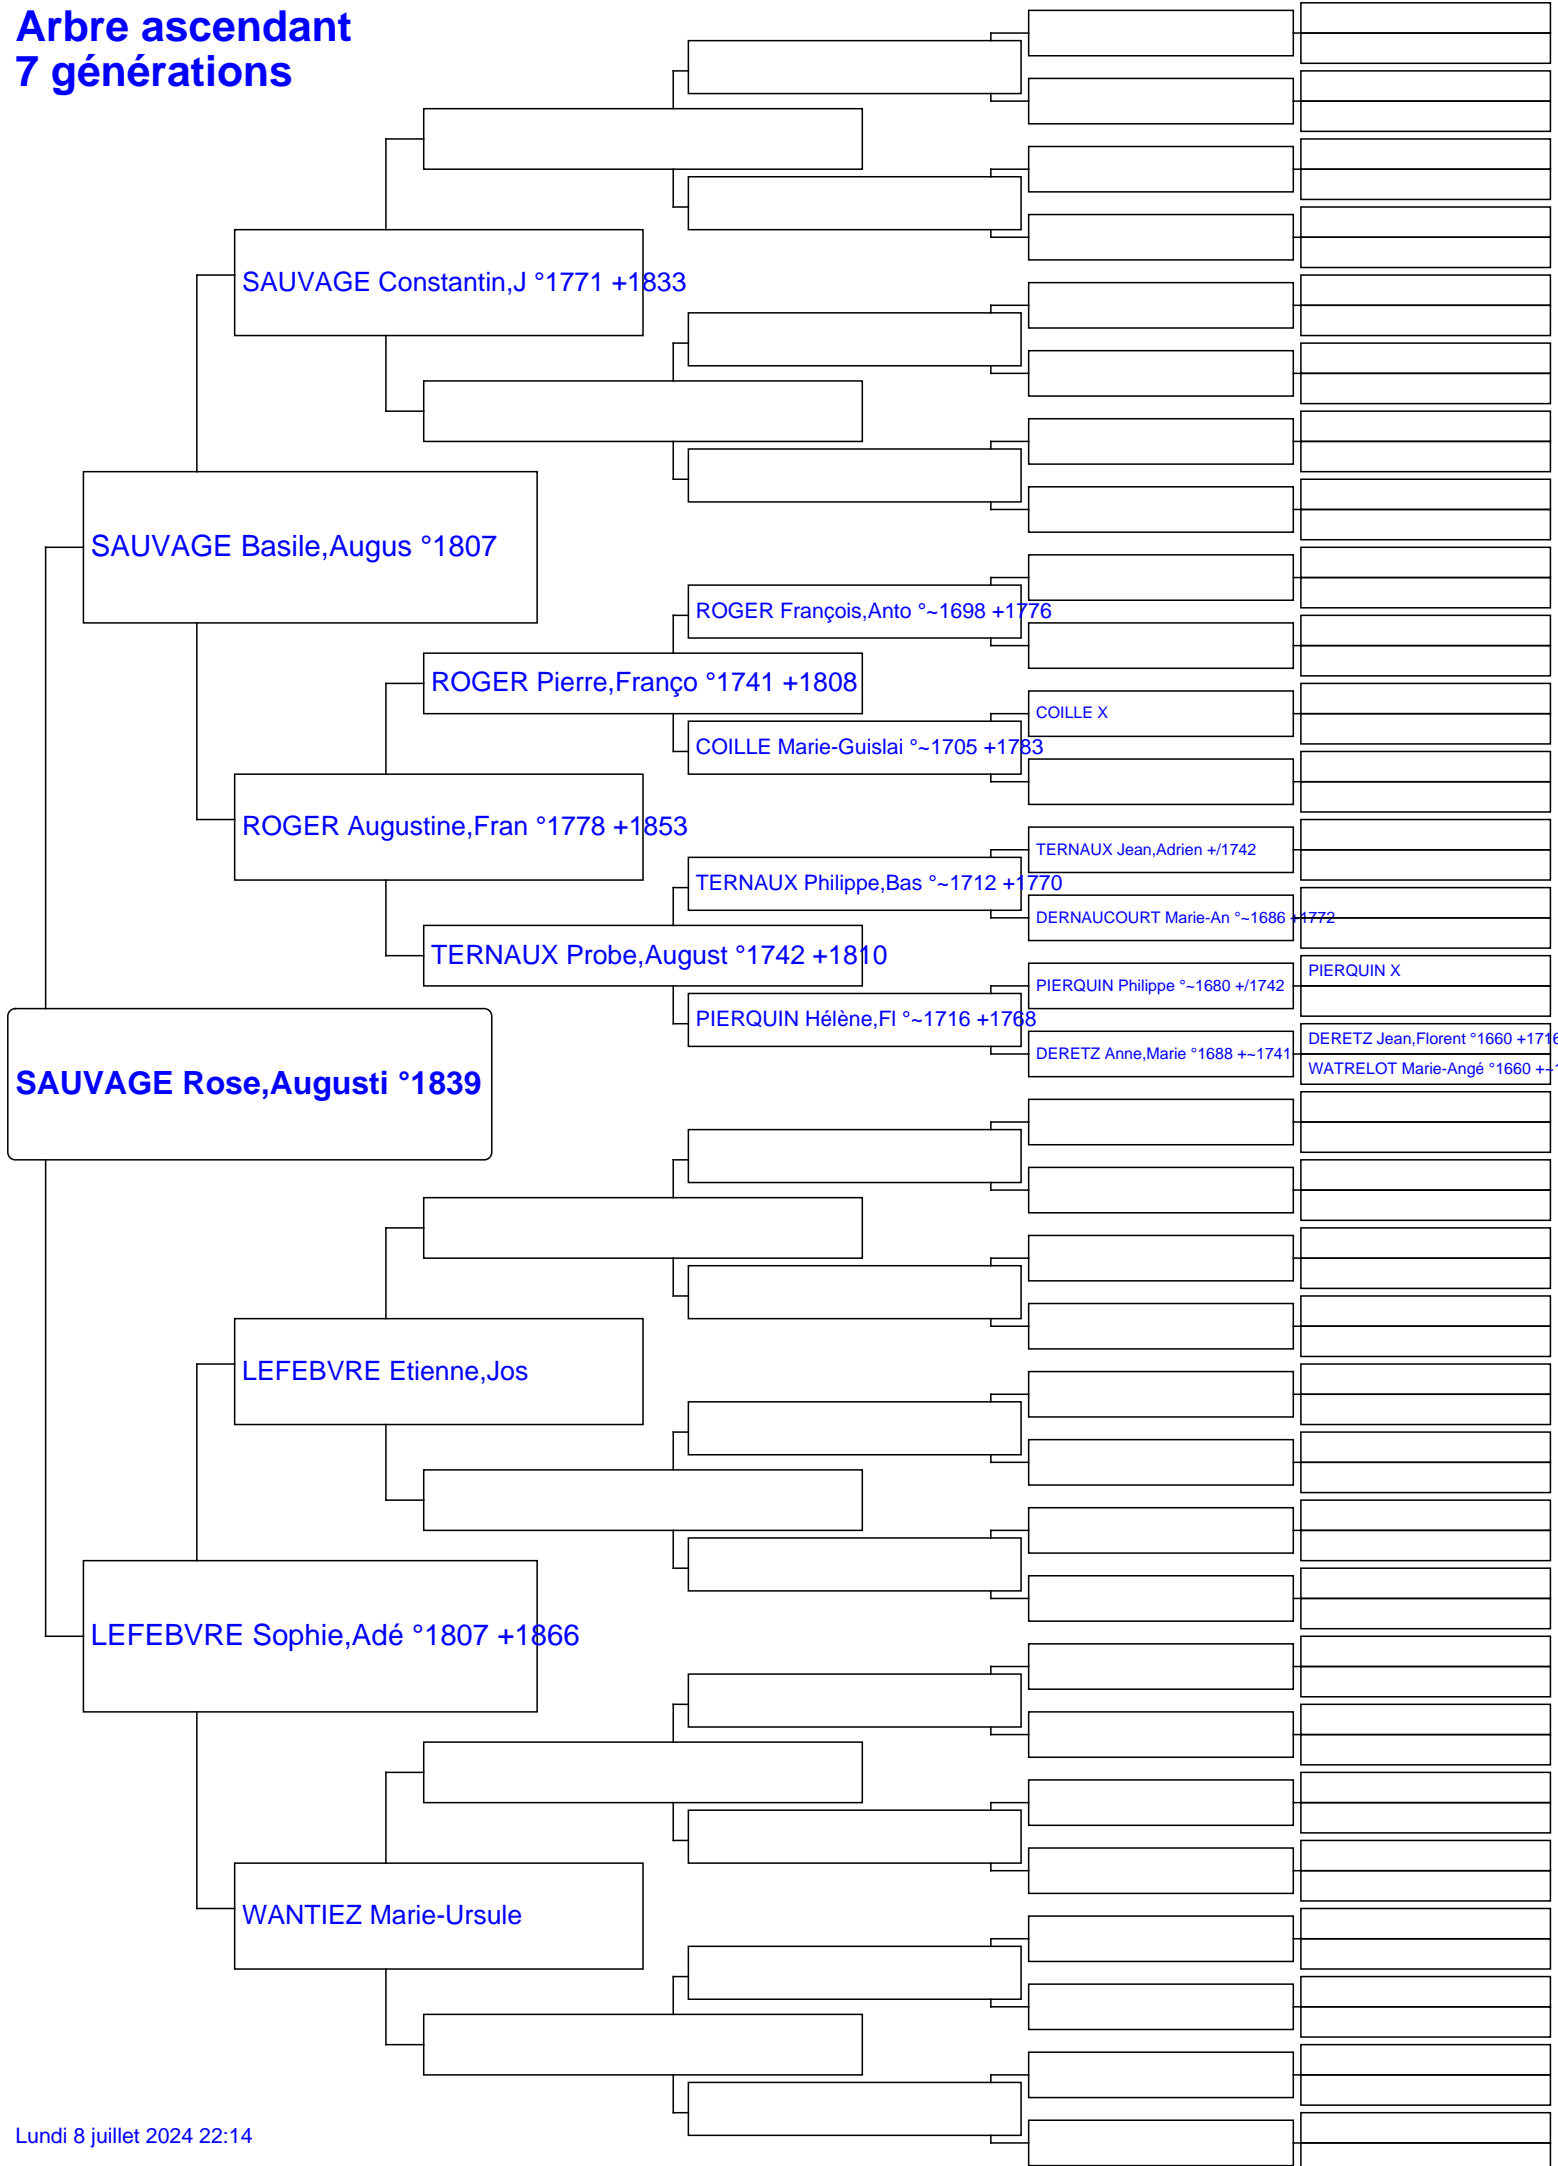 Arbre ascendant
7 générations
SAUVAGE Constantin,J °1771 +1833
SAUVAGE Basile,Augus °1807
ROGER François,Anto °~1698 +1776
ROGER Pierre,Franço °1741 +1808
COILLE X
COILLE Marie-Guislai °~1705 +1783
ROGER Augustine,Fran °1778 +1853
TERNAUX Jean,Adrien +/1742
TERNAUX Philippe,Bas °~1712 +1770
DERNAUCOURT Marie-An °~1686 +1772
TERNAUX Probe,August °1742 +1810
PIERQUIN X
PIERQUIN Philippe °~1680 +/1742
PIERQUIN Hélène,Fl °~1716 +1768
DERETZ Jean,Florent °1660 +1716
DERETZ Anne,Marie °1688 +~1741
WATRELOT Marie-Angé °1660 +~1
SAUVAGE Rose,Augusti °1839
LEFEBVRE Etienne,Jos
LEFEBVRE Sophie,Adé °1807 +1866
WANTIEZ Marie-Ursule
Lundi 8 juillet 2024 22:14